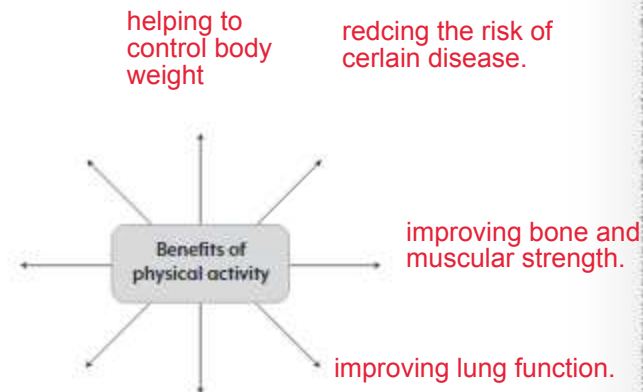 helping to
control body
weight
redcing the risk of
cerlain disease.
Benefits of
physical activity
improving bone and
muscular strength.
improving lung function.